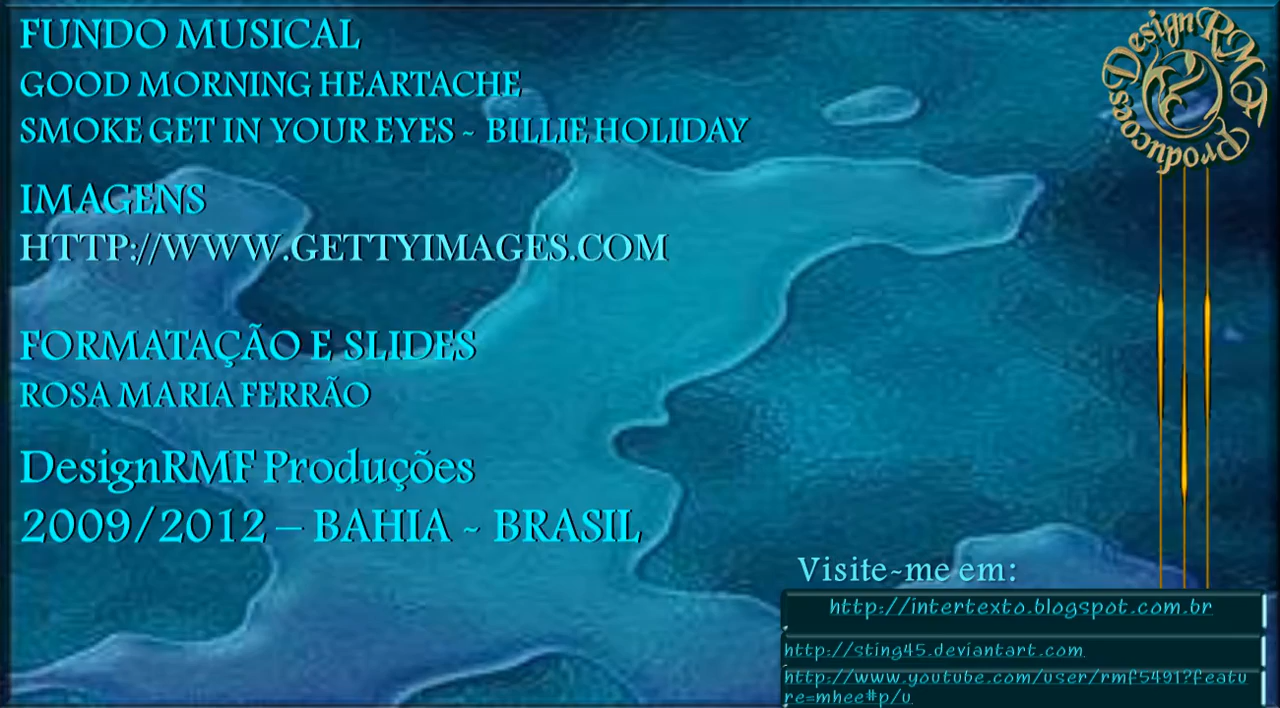 FUNDO MUSICAL
GOOD MORNING HEARTACHE
SMOKE GET IN YOUR EYES ~ BILLIE HOLIDAY
IMAGENS
HTTP://WWW.GETTYIMAGES.COM
FORMATAÇÃO E SLIDES
ROSA MARIA FERRÃO
DesignRMF Produções
2009/2012 – BAHIA ~ BRASIL
DesignRMF Producoes
Visite-me em:
http://intertexto.blogspot.com.br
http://sting45.deviantart.com
http://www.youtube.com/user/rmf5491?featu
re=mhee#p/u